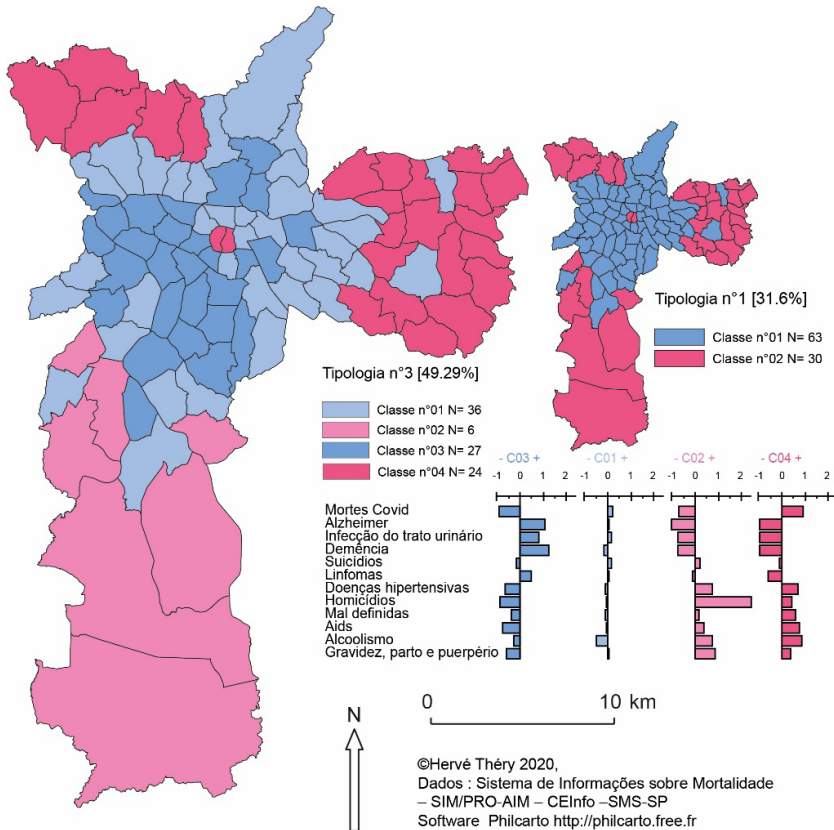 Tipologia n°1 [31.6%]
Classe n°01 N= 63
Classe n°02 N= 30
Tipologia n°3 [49.29%]
Classe n°01 N= 36
Classe n°02 N= 6
Classe n°03 N= 27
Classe n°04 N= 24
- C03 + - C01 + - C02 + - C04 +
-1 0 1 2 -1 0 1 2 -1 0 1 2 -1 0 1 2
Mortes Covid
Alzheimer
Infecção do trato urinário
Demência
Suicídios
Linfomas
Doenças hipertensivas
Homicídios
Mal definidas
Aids
Alcoolismo
Gravidez, parto e puerpério
N
0 10 km
©Hervé Théry 2020,
Dados : Sistema de Informações sobre Mortalidade
– SIM/PRO-AIM – CEInfo –SMS-SP
Software Philcarto http://philcarto.free.fr